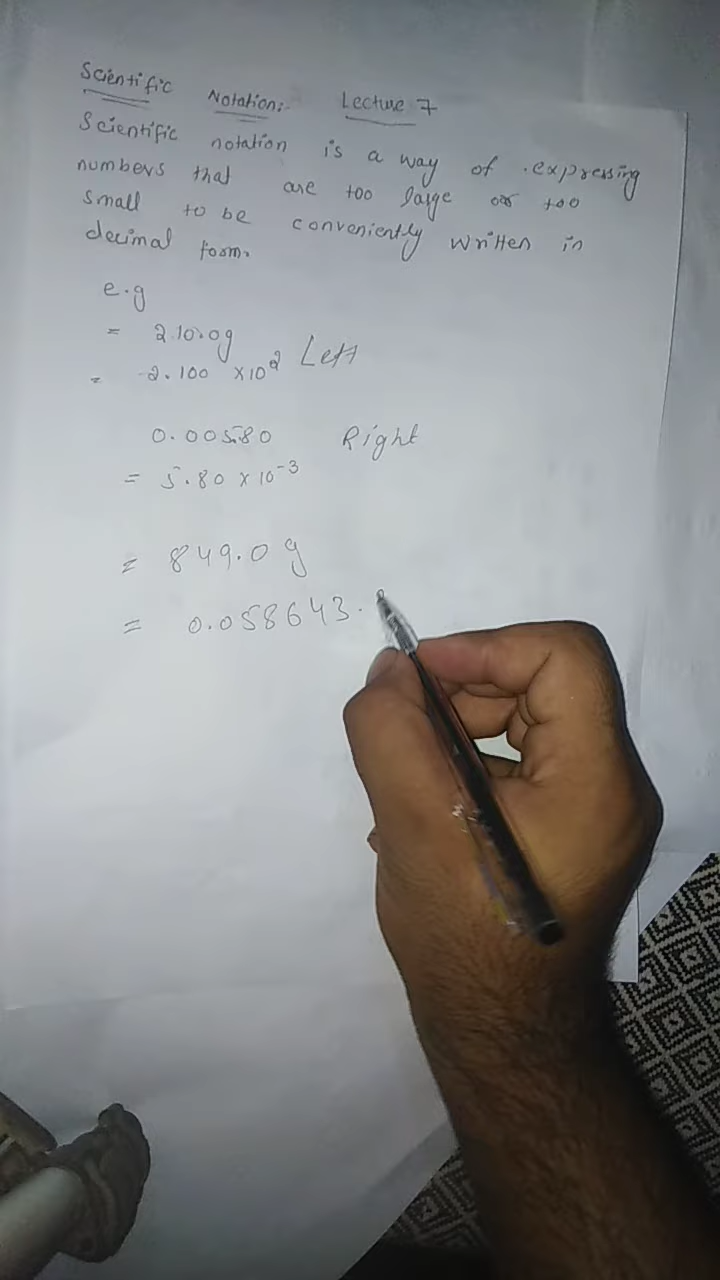 Scientific Notation:- Lecture 7
Scientific notation is a way of expressing
numbers that are too large or too
small to be conveniently written in
decimal form.
e.g
= 210.0g
= 2.100 ×10² Left
0.00580 Right
= 5.80 × 10⁻³
= 849.0 g
= 0.058643.